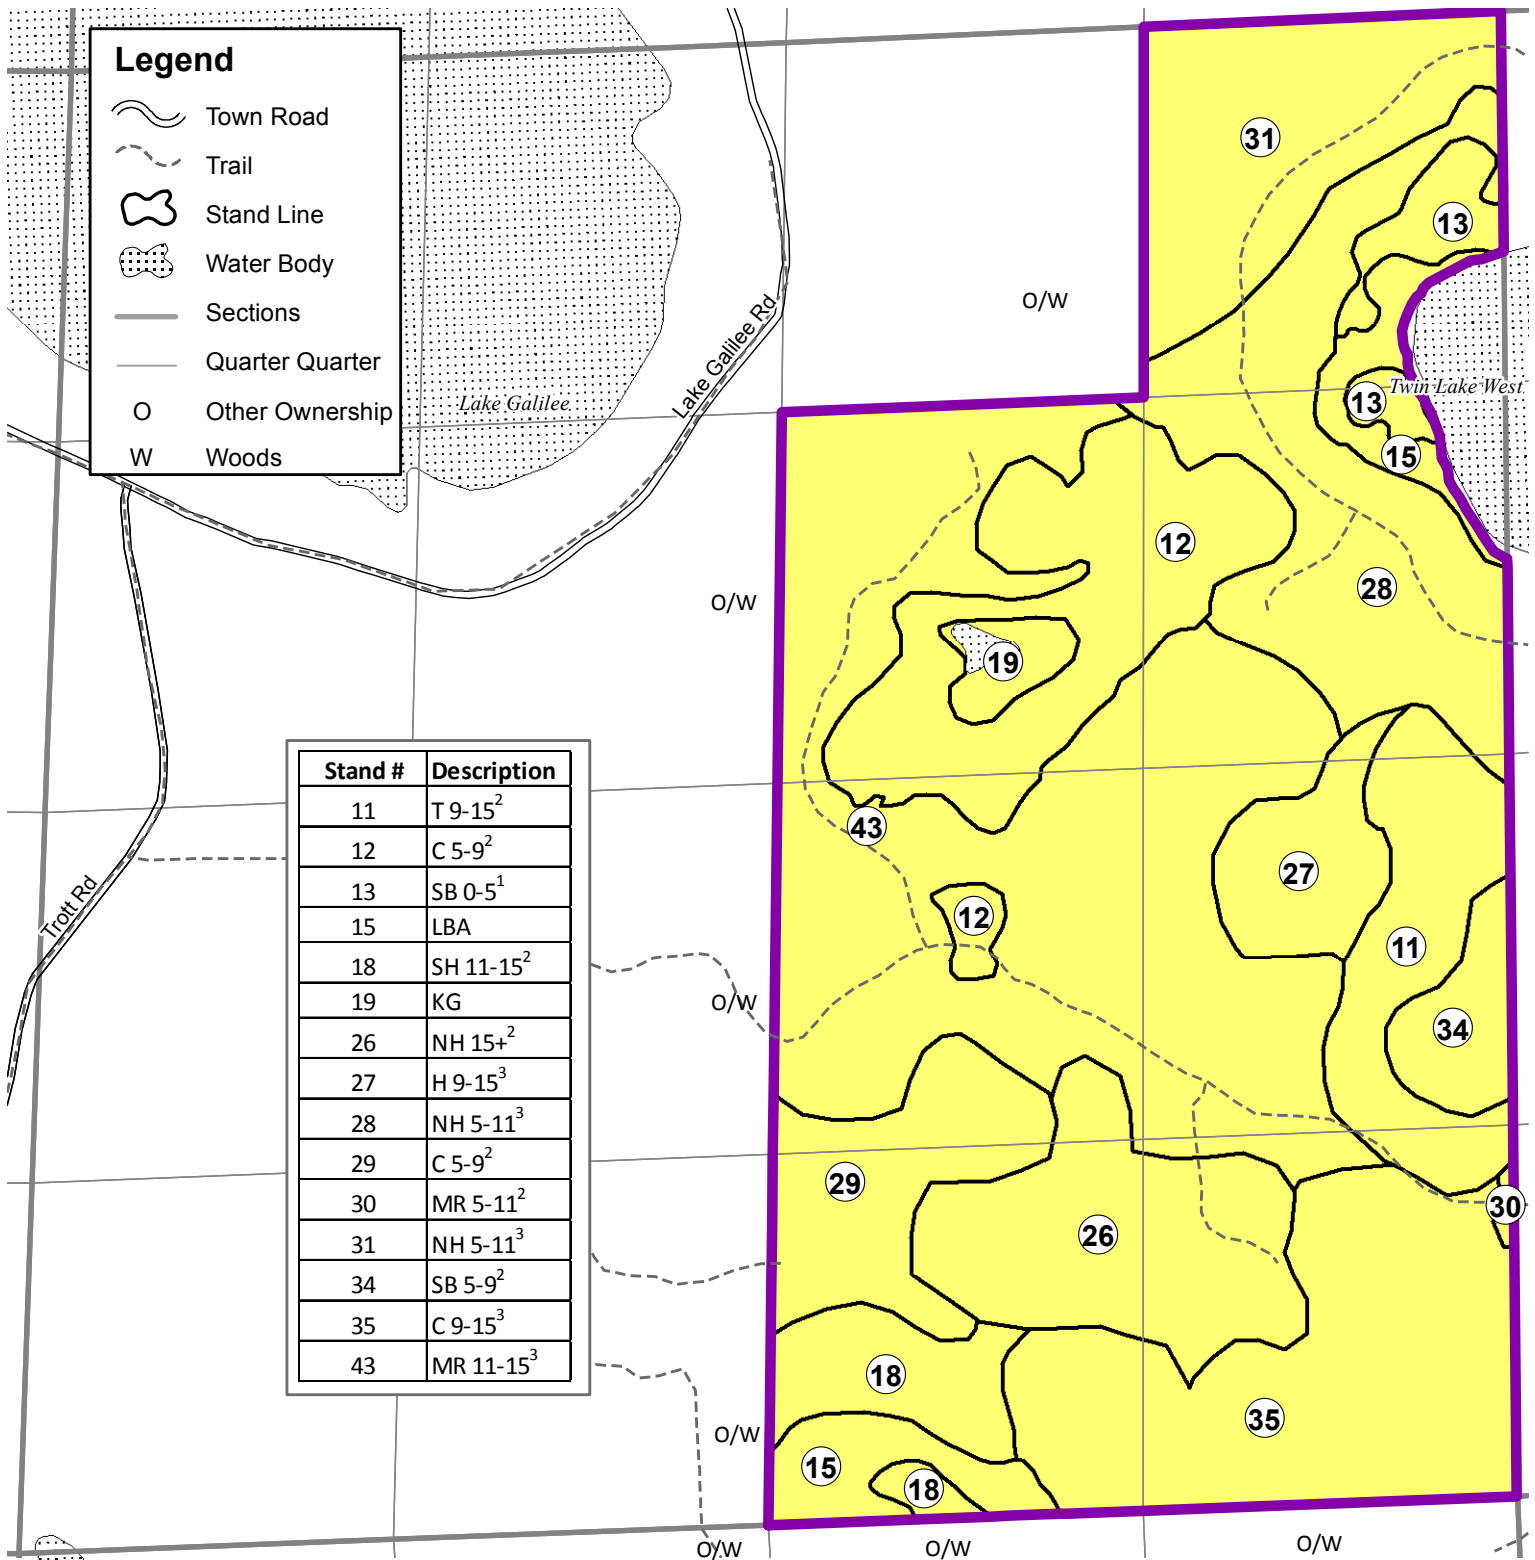 Legend
Town Road
Trail
Stand Line
Water Body
Sections
Quarter Quarter
O Other Ownership
W Woods
Lake Galilee
Lake Galilee Rd
Trott Rd
Twin Lake West
31
13
O/W
13
15
12
28
O/W
19
43
27
12
11
O/W
34
29
30
26
18
35
O/W
15
18
O/W
O/W
O/W
Stand # Description
11 T 9-15²
12 C 5-9²
13 SB 0-5¹
15 LBA
18 SH 11-15²
19 KG
26 NH 15+²
27 H 9-15³
28 NH 5-11³
29 C 5-9²
30 MR 5-11²
31 NH 5-11³
34 SB 5-9²
35 C 9-15³
43 MR 11-15³